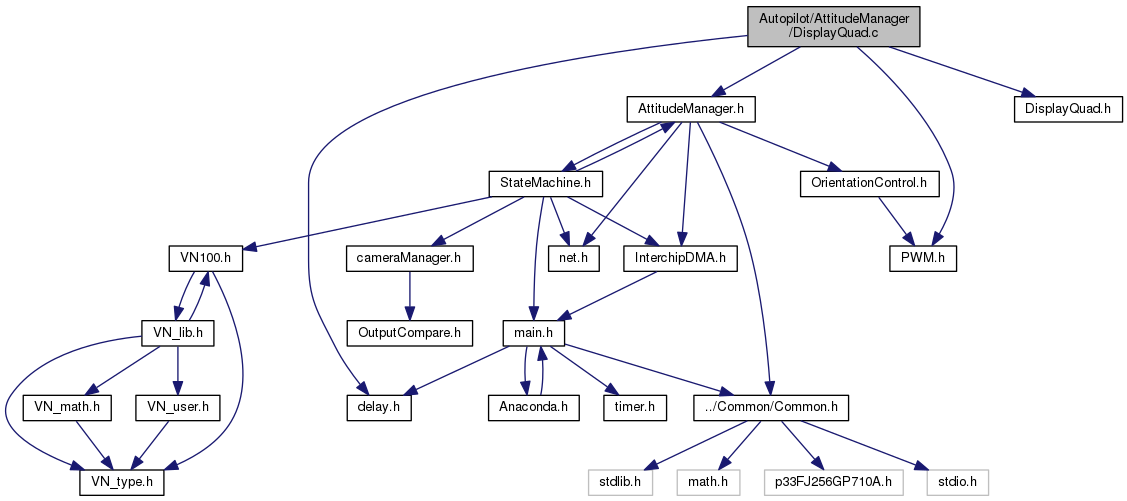 Autopilot/AttitudeManager
/DisplayQuad.c
AttitudeManager.h
DisplayQuad.h
StateMachine.h
OrientationControl.h
VN100.h
cameraManager.h
net.h
InterchipDMA.h
PWM.h
VN_lib.h
OutputCompare.h
main.h
VN_math.h
VN_user.h
delay.h
Anaconda.h
timer.h
../Common/Common.h
VN_type.h
stdlib.h
math.h
p33FJ256GP710A.h
stdio.h